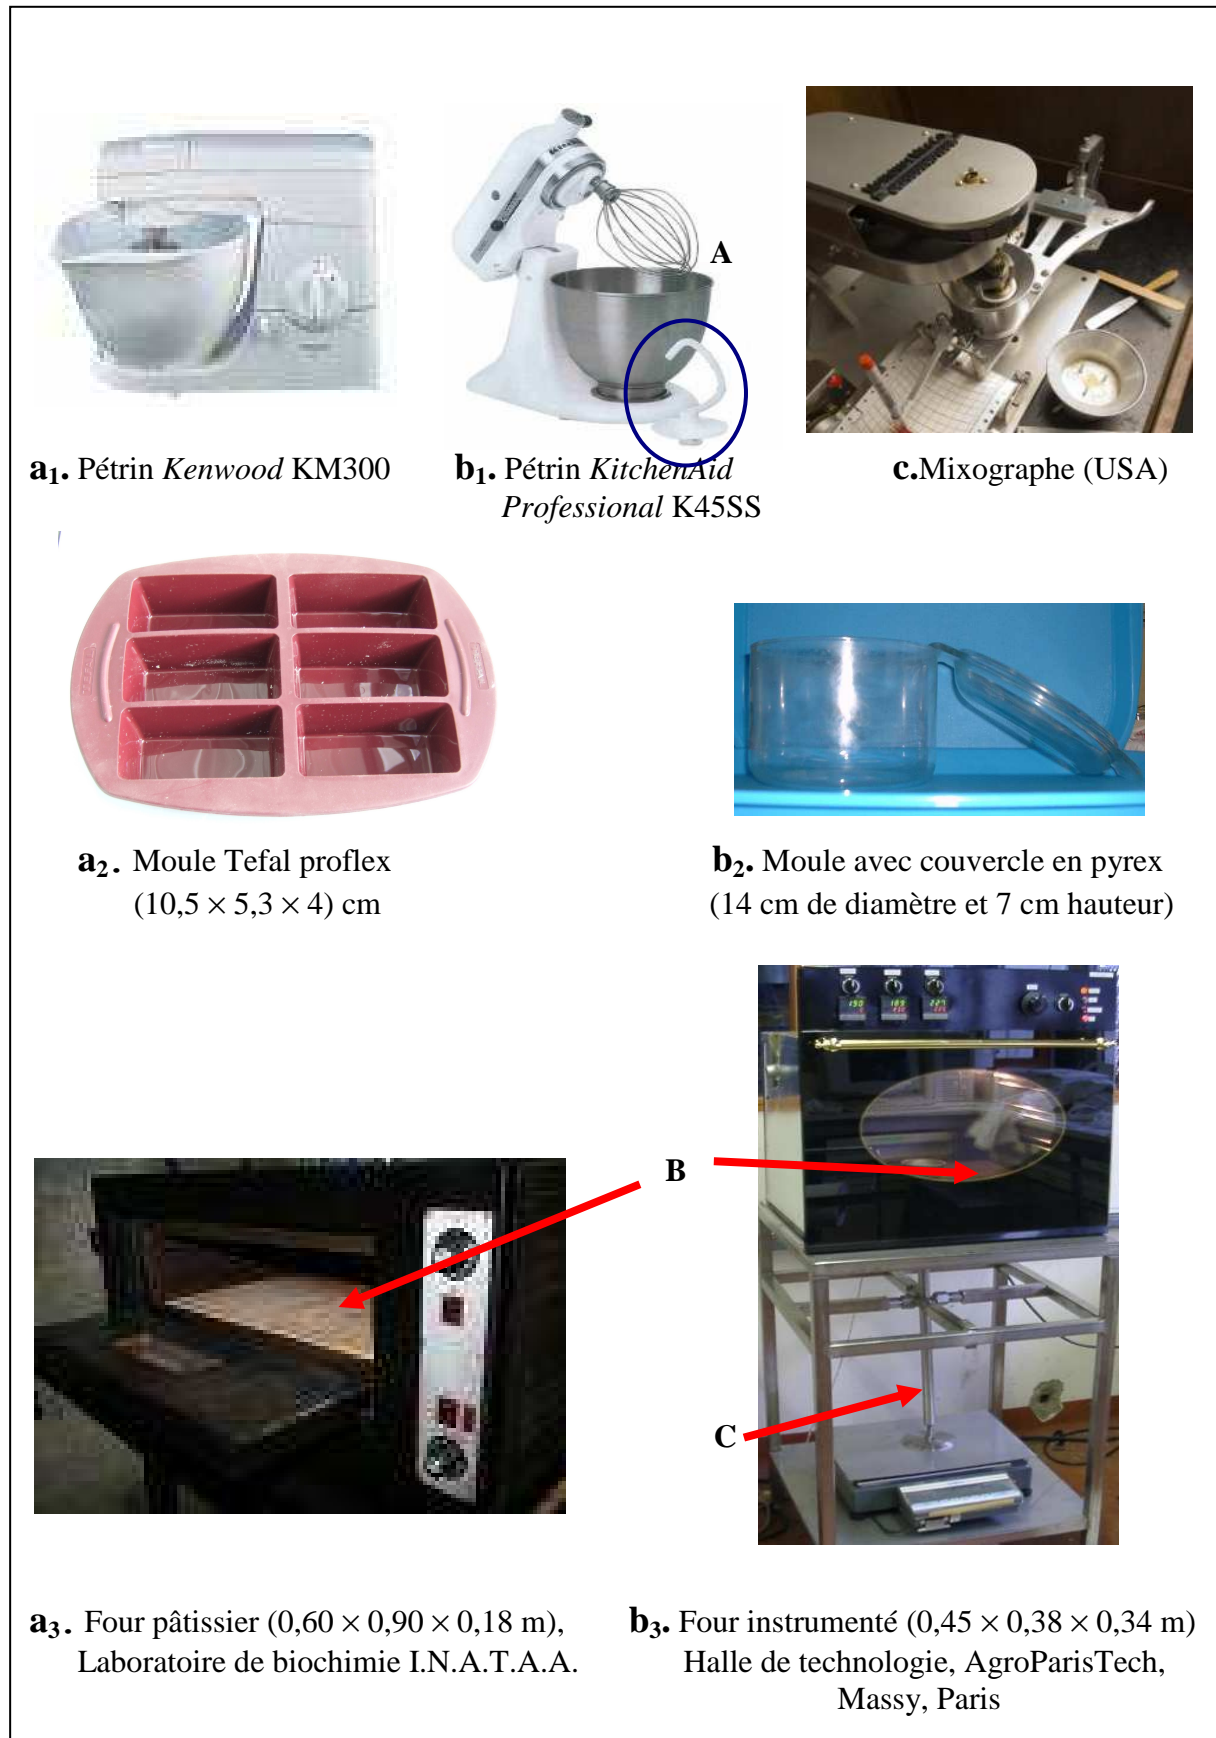 A
a1. Pétrin Kenwood KM300
b1. Pétrin KitchenAid
Professional K45SS
c.Mixographe (USA)
a2. Moule Tefal proflex
(10,5 × 5,3 × 4) cm
b2. Moule avec couvercle en pyrex
(14 cm de diamètre et 7 cm hauteur)
B
C
a3. Four pâtissier (0,60 × 0,90 × 0,18 m),
Laboratoire de biochimie I.N.A.T.A.A.
b3. Four instrumenté (0,45 × 0,38 × 0,34 m)
Halle de technologie, AgroParisTech,
Massy, Paris